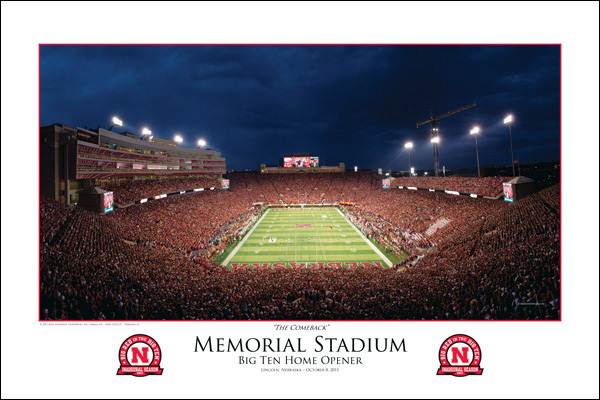 "The Comeback"
Memorial Stadium
Big Ten Home Opener
Lincoln, Nebraska - October 8, 2011
BIG RED IN THE BIG TEN
N
INAUGURAL SEASON
BIG RED IN THE BIG TEN
N
INAUGURAL SEASON